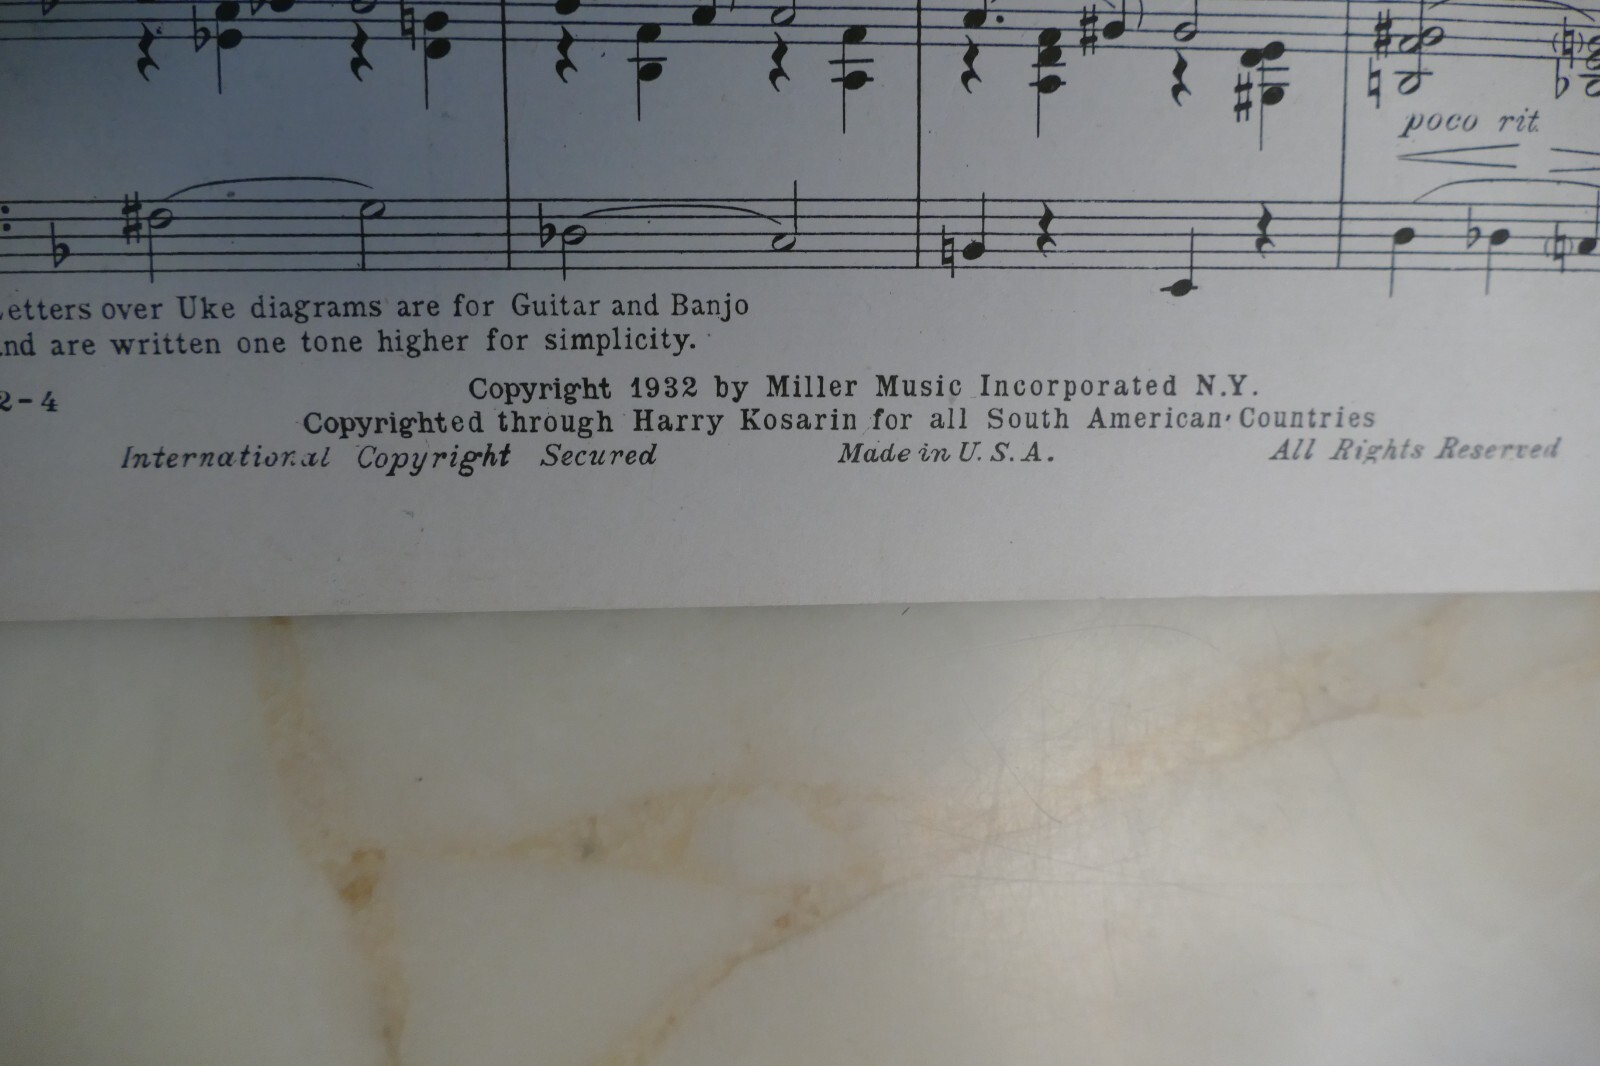 poco rit.
Letters over Uke diagrams are for Guitar and Banjo
and are written one tone higher for simplicity.
2-4
Copyright 1932 by Miller Music Incorporated N.Y.
Copyrighted through Harry Kosarin for all South American Countries
International Copyright Secured Made in U. S. A. All Rights Reserved